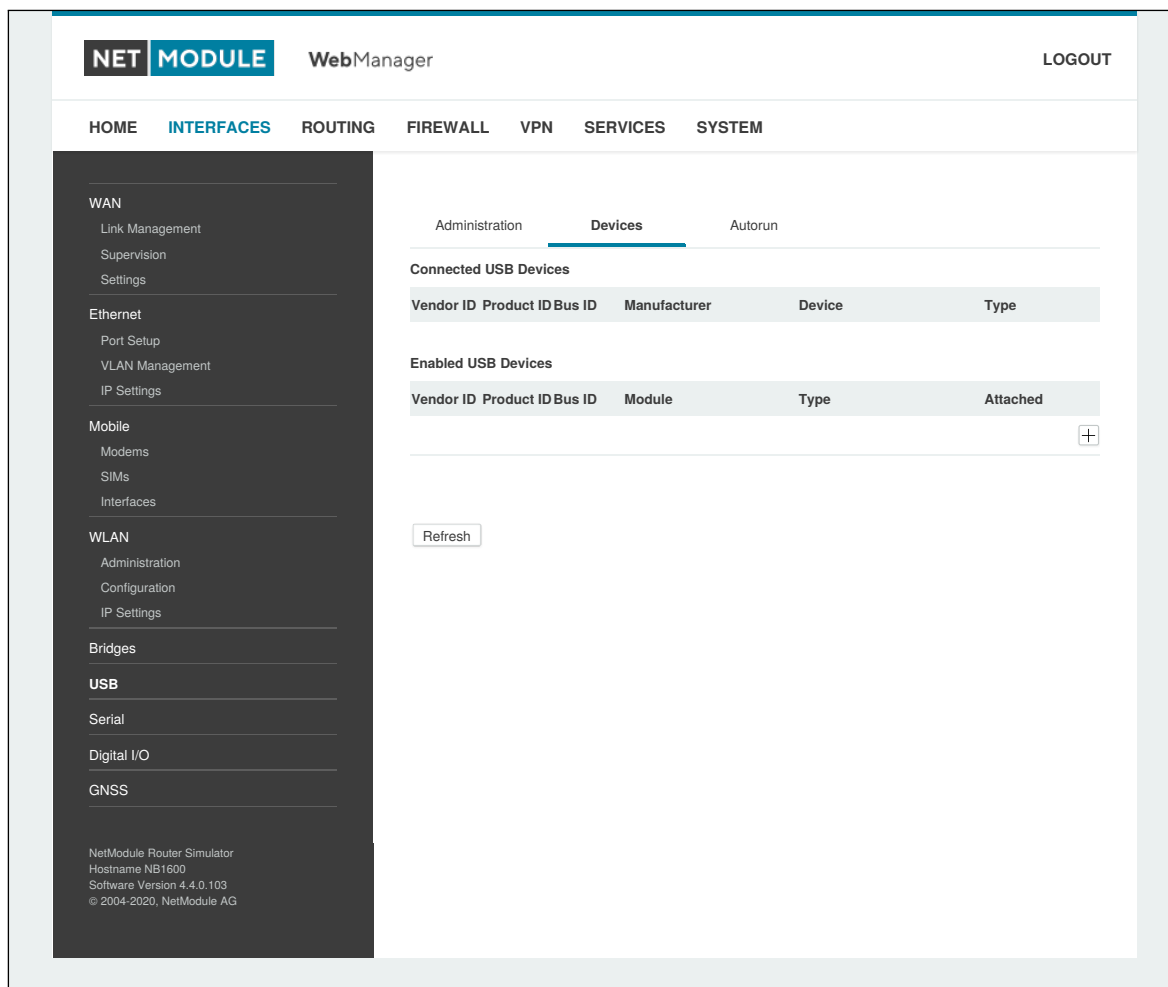 NET MODULE WebManager LOGOUT
HOME INTERFACES ROUTING FIREWALL VPN SERVICES SYSTEM
WAN
Link Management
Supervision
Settings
Ethernet
Port Setup
VLAN Management
IP Settings
Mobile
Modems
SIMs
Interfaces
WLAN
Administration
Configuration
IP Settings
Bridges
USB
Serial
Digital I/O
GNSS
NetModule Router Simulator
Hostname NB1600
Software Version 4.4.0.103
© 2004-2020, NetModule AG
Administration Devices Autorun
Connected USB Devices
Vendor ID Product ID Bus ID Manufacturer Device Type
Enabled USB Devices
Vendor ID Product ID Bus ID Module Type Attached
Refresh